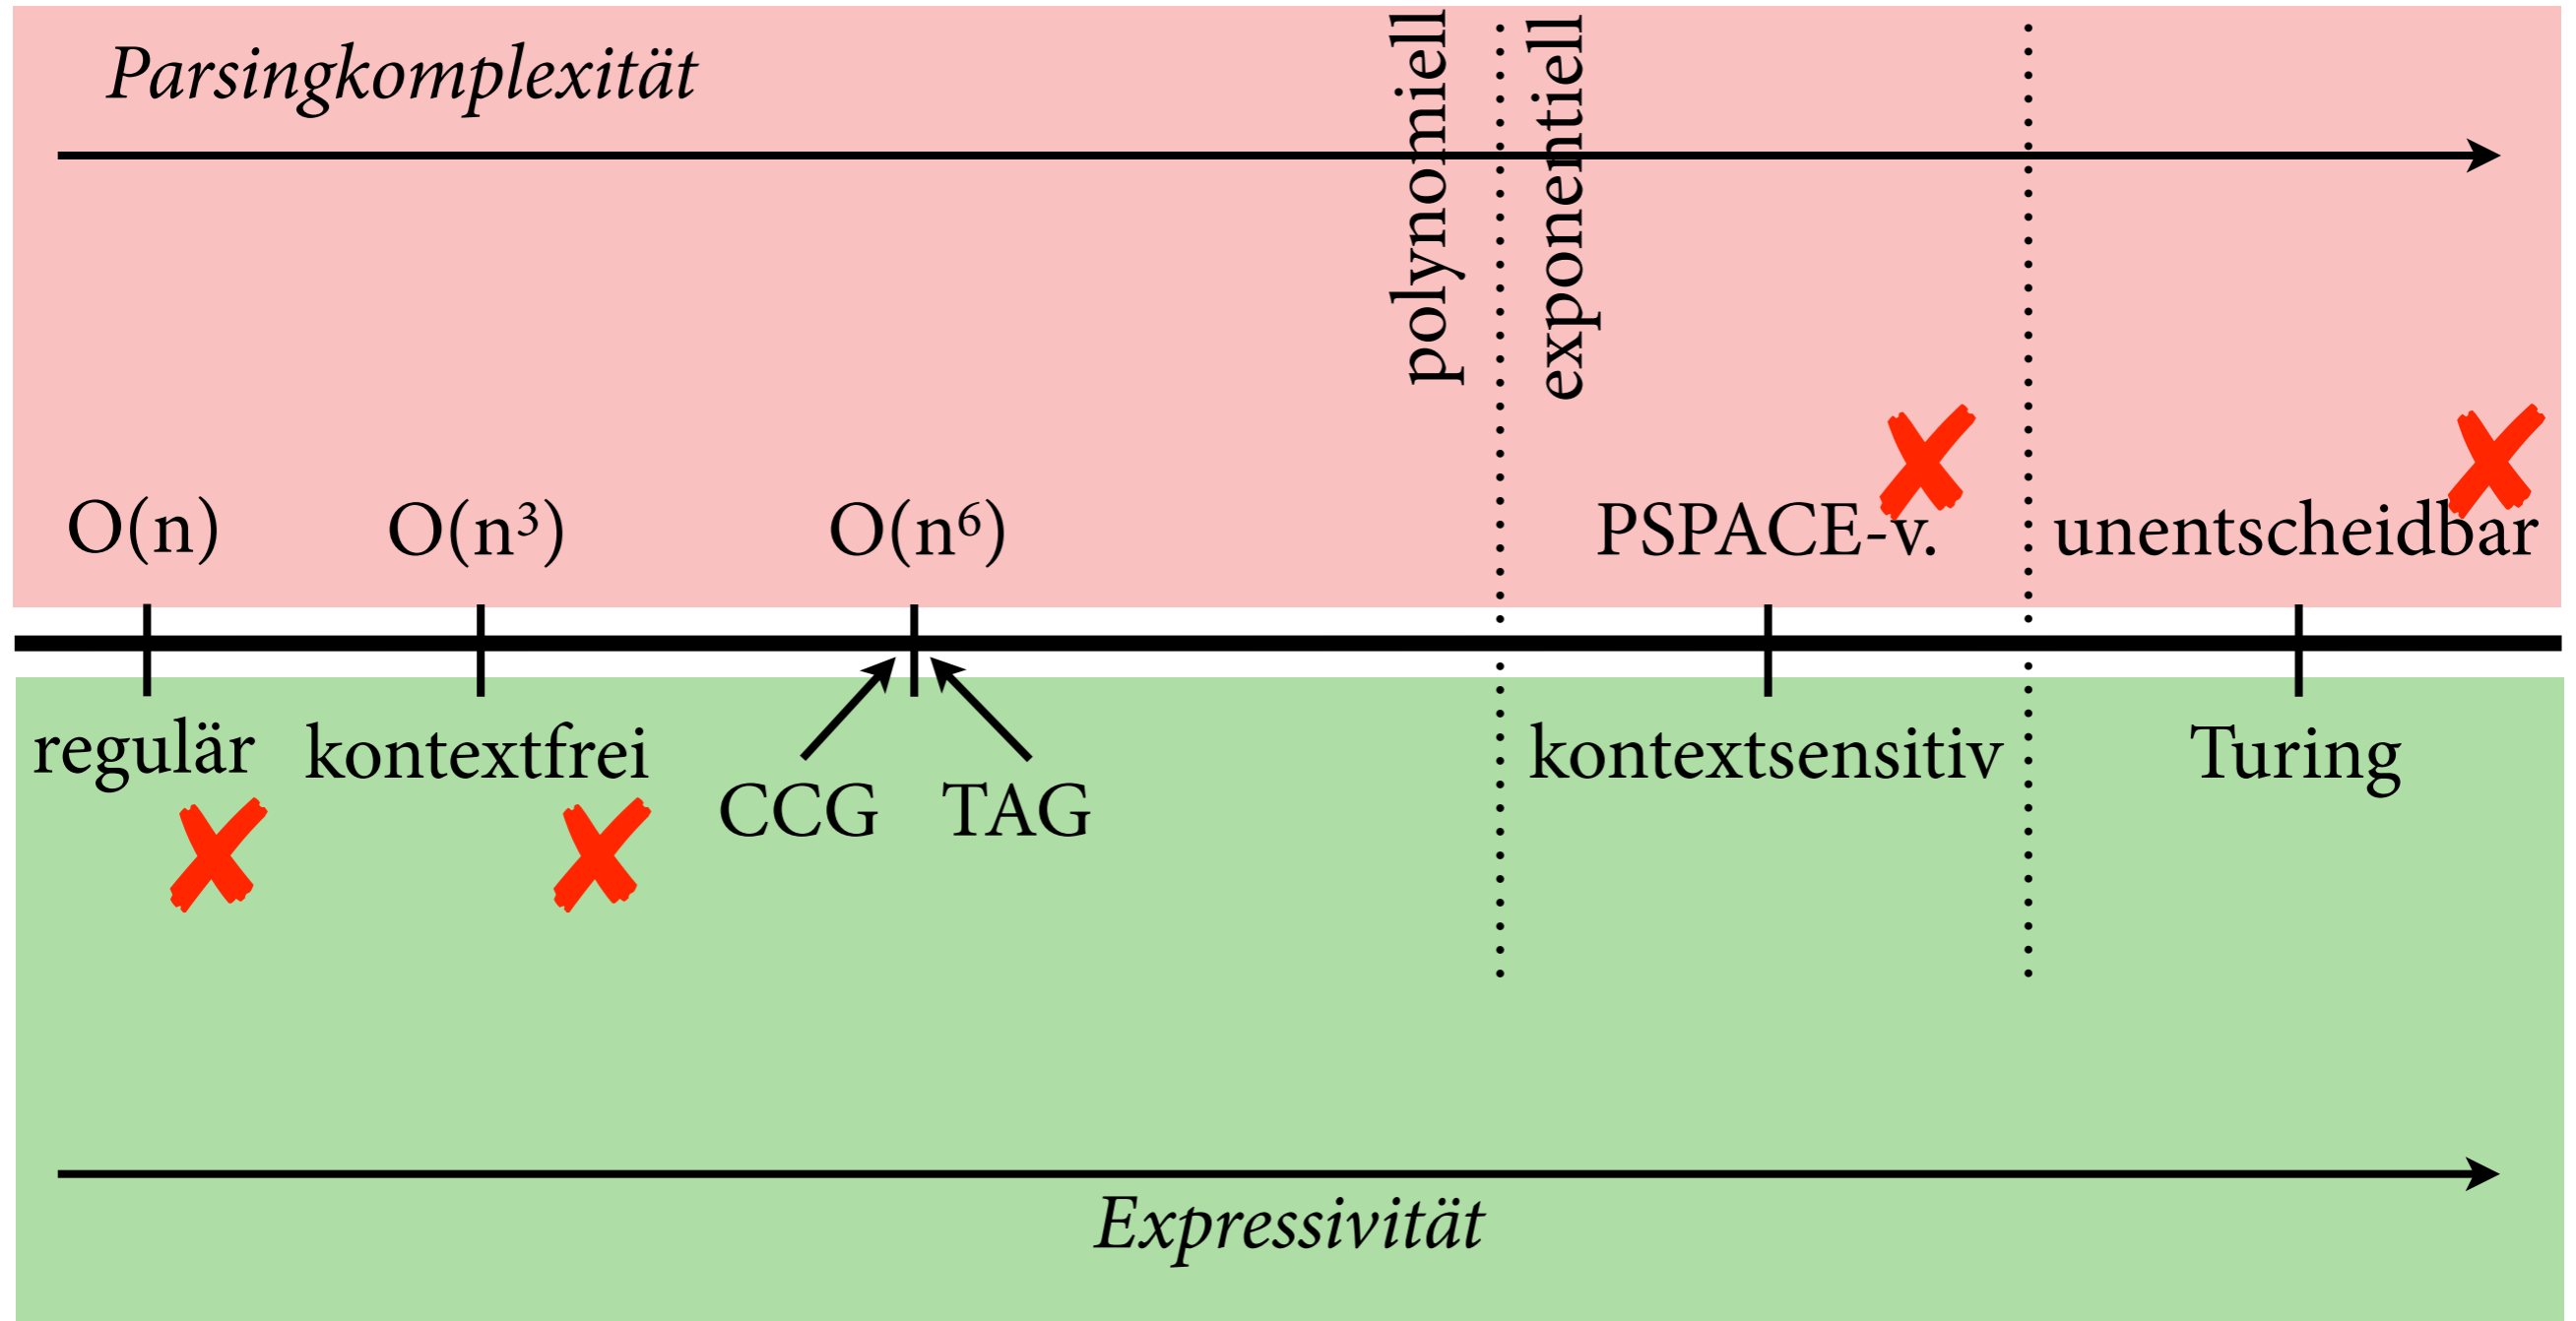 Parsingkomplexität
polynomiell
exponentiell
O(n) O(n³) O(n⁶) PSPACE-v. unentscheidbar
regulär kontextfrei kontextsensitiv Turing
CCG TAG
Expressivität